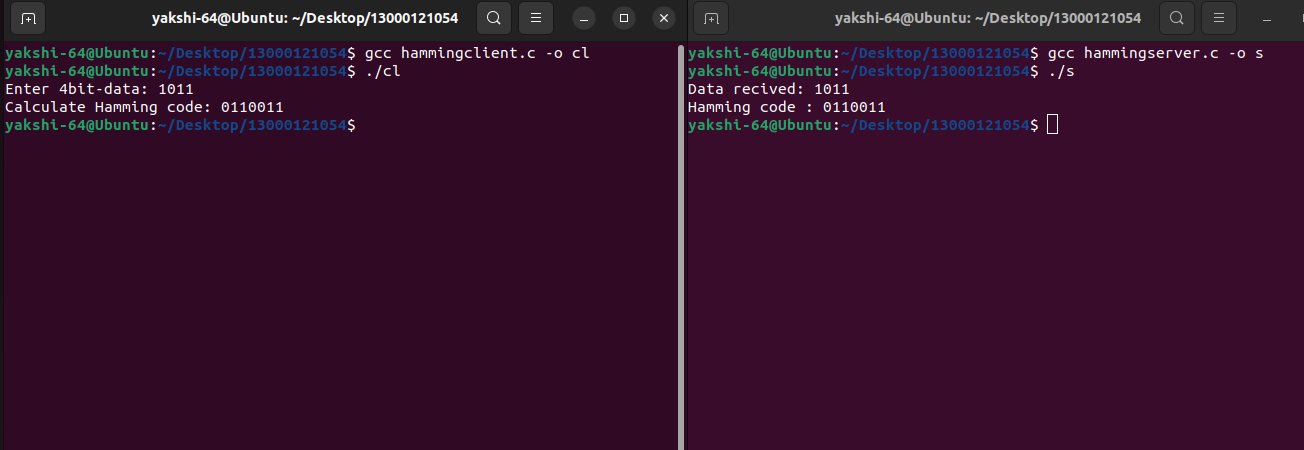 yakshi-64@Ubuntu: ~/Desktop/13000121054
yakshi-64@Ubuntu:~/Desktop/13000121054$ gcc hammingclient.c -o cl
yakshi-64@Ubuntu:~/Desktop/13000121054$ ./cl
Enter 4bit-data: 1011
Calculate Hamming code: 0110011
yakshi-64@Ubuntu:~/Desktop/13000121054$
yakshi-64@Ubuntu: ~/Desktop/13000121054
yakshi-64@Ubuntu:~/Desktop/13000121054$ gcc hammingserver.c -o s
yakshi-64@Ubuntu:~/Desktop/13000121054$ ./s
Data recived: 1011
Hamming code : 0110011
yakshi-64@Ubuntu:~/Desktop/13000121054$